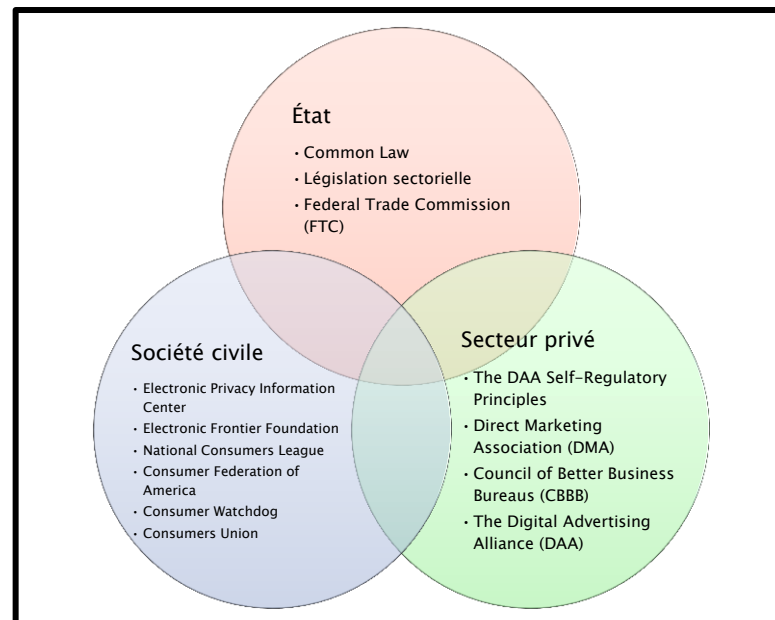 État
• Common Law
• Législation sectorielle
• Federal Trade Commission
(FTC)
Société civile
• Electronic Privacy Information
Center
• Electronic Frontier Foundation
• National Consumers League
• Consumer Federation of
America
• Consumer Watchdog
• Consumers Union
Secteur privé
• The DAA Self-Regulatory
Principles
• Direct Marketing
Association (DMA)
• Council of Better Business
Bureaus (CBBB)
• The Digital Advertising
Alliance (DAA)